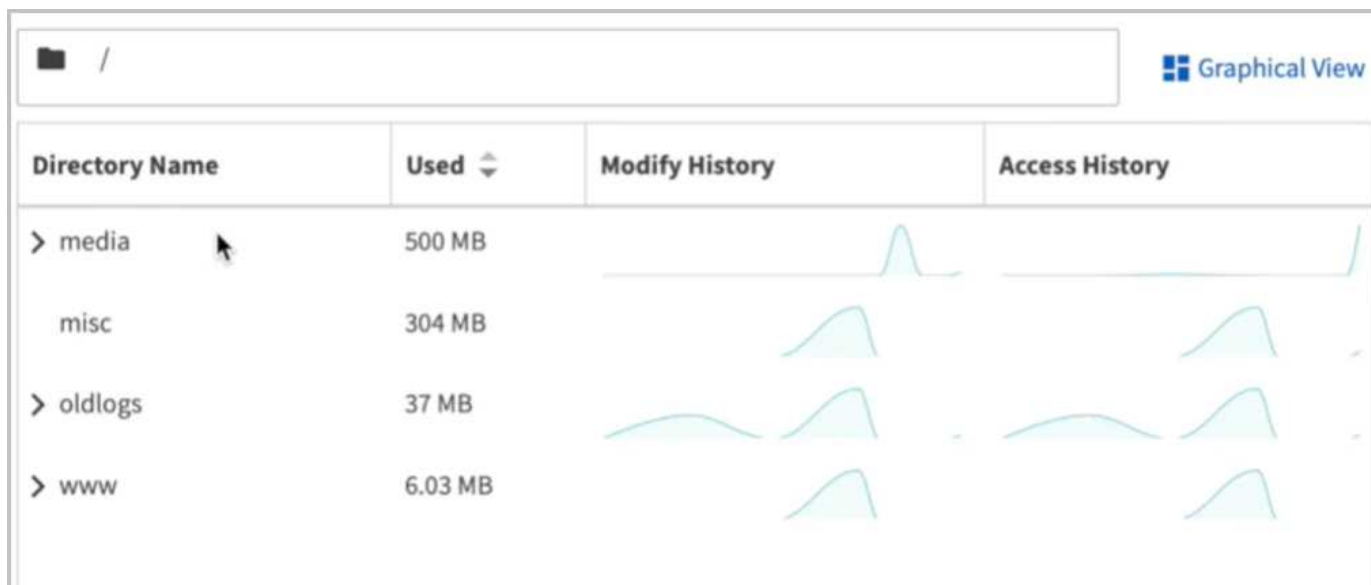 /
Graphical View
Directory Name Used Modify History Access History
media 500 MB
misc 304 MB
oldlogs 37 MB
www 6.03 MB